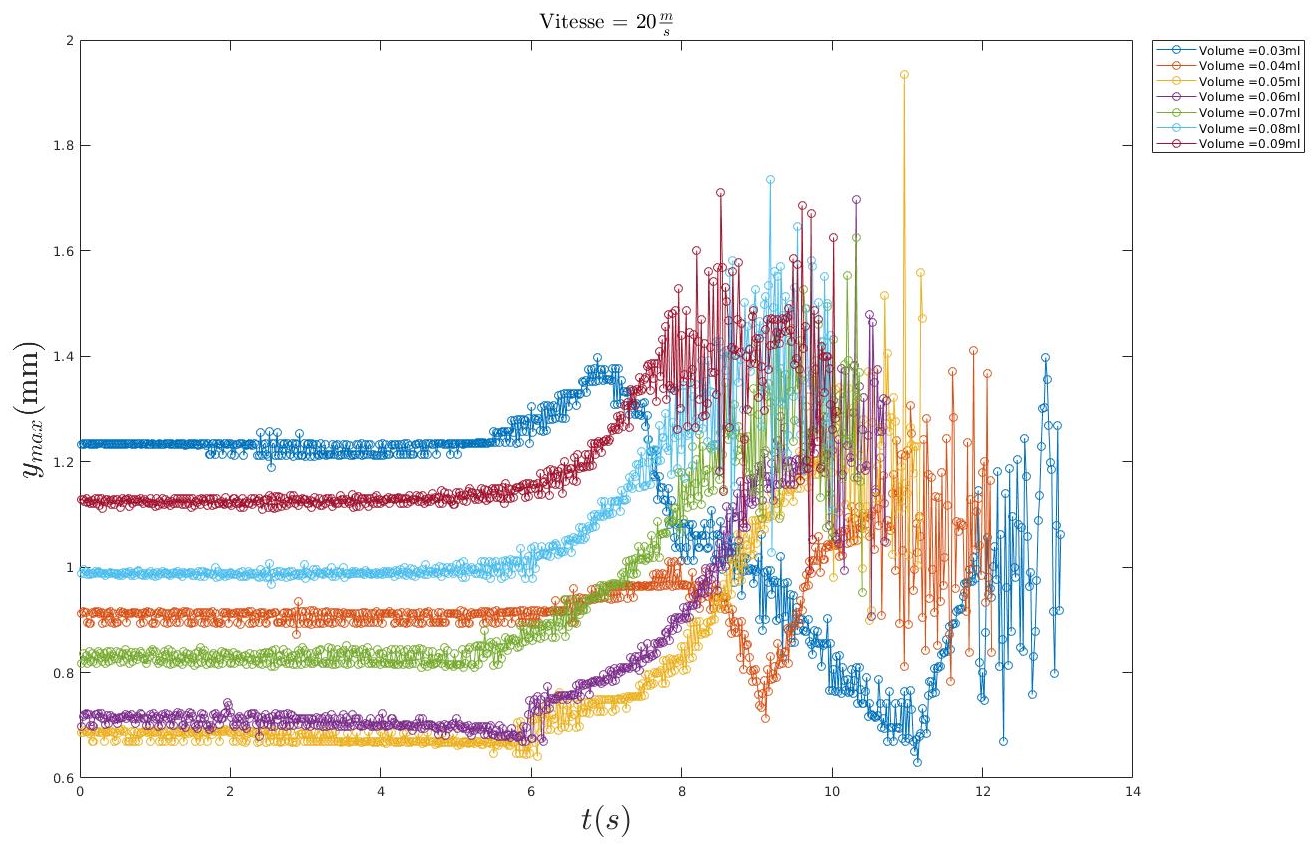 Vitesse = 20 m/s
2
1.8
1.6
1.4
1.2
1
0.8
0.6
y_max (mm)
0 2 4 6 8 10 12 14
t(s)
Volume =0.03ml
Volume =0.04ml
Volume =0.05ml
Volume =0.06ml
Volume =0.07ml
Volume =0.08ml
Volume =0.09ml